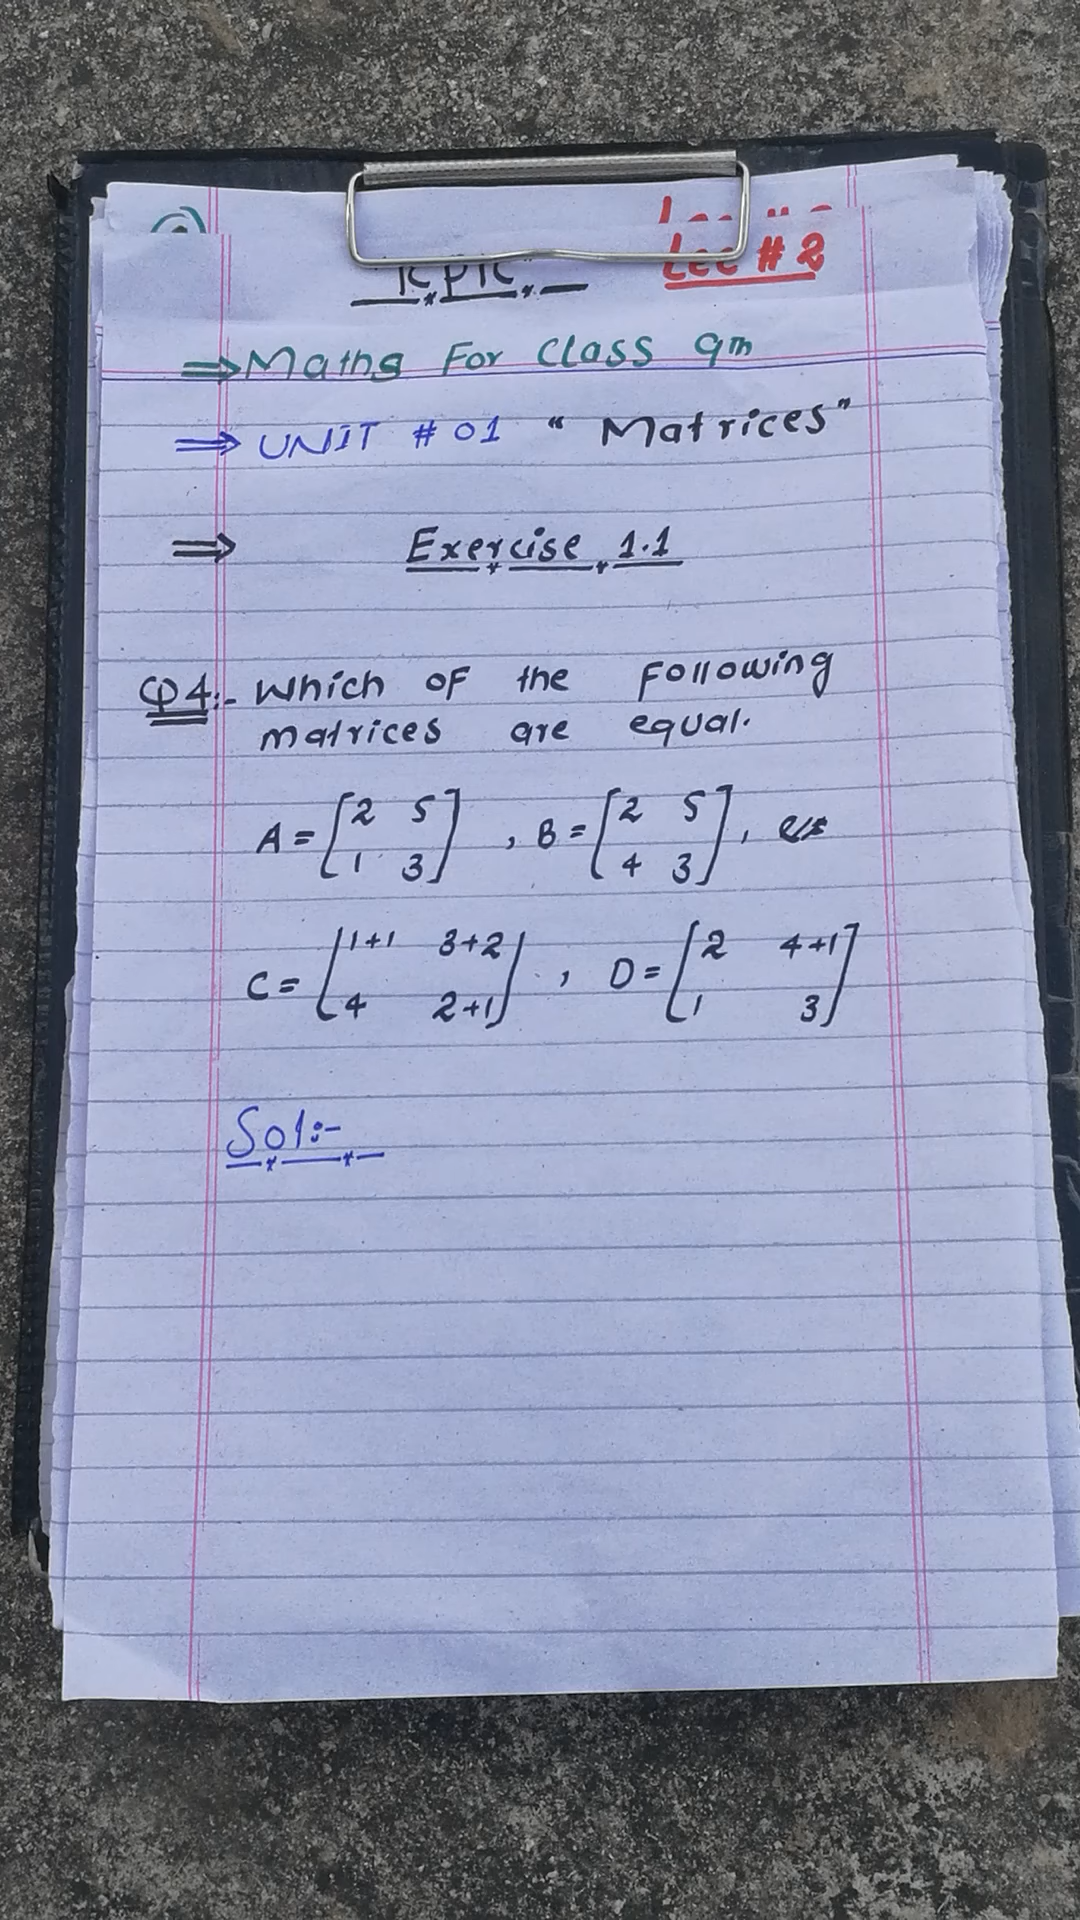 Lec # 2
⇒ Maths For Class 9th
⇒ UNIT # 01 " Matrices"
⇒ Exercise 1.1
Q4:- Which of the Following
matrices are equal.
A = [2 5
1 3] , B = [2 5
4 3],
C = [1+1 3+2
4 2+1] , D = [2 4+1
1 3]
Sol:-